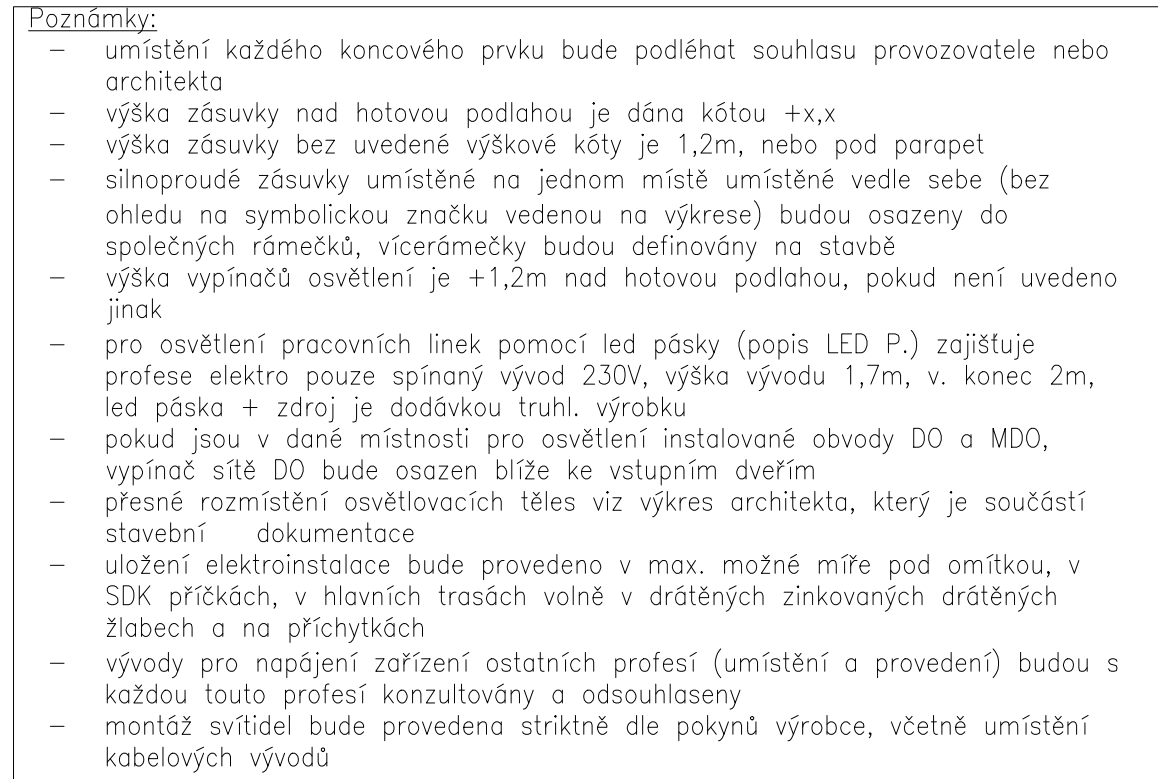 Poznámky:
– umístění každého koncového prvku bude podléhat souhlasu provozovatele nebo
architekta
– výška zásuvky nad hotovou podlahou je dána kótou +x,x
– výška zásuvky bez uvedené výškové kóty je 1,2m, nebo pod parapet
– silnoproudé zásuvky umístěné na jednom místě umístěné vedle sebe (bez
ohledu na symbolickou značku vedenou na výkrese) budou osazeny do
společných rámečků, vícerámečky budou definovány na stavbě
– výška vypínačů osvětlení je +1,2m nad hotovou podlahou, pokud není uvedeno
jinak
– pro osvětlení pracovních linek pomocí led pásky (popis LED P.) zajišťuje
profese elektro pouze spínaný vývod 230V, výška vývodu 1,7m, v. konec 2m,
led páska + zdroj je dodávkou truhl. výrobku
– pokud jsou v dané místnosti pro osvětlení instalované obvody DO a MDO,
vypínač sítě DO bude osazen blíže ke vstupním dveřím
– přesné rozmístění osvětlovacích těles viz výkres architekta, který je součástí
stavební dokumentace
– uložení elektroinstalace bude provedeno v max. možné míře pod omítkou, v
SDK příčkách, v hlavních trasách volně v drátěných zinkovaných drátěných
žlabech a na příchytkách
– vývody pro napájení zařízení ostatních profesí (umístění a provedení) budou s
každou touto profesí konzultovány a odsouhlaseny
– montáž svítidel bude provedena striktně dle pokynů výrobce, včetně umístění
kabelových vývodů